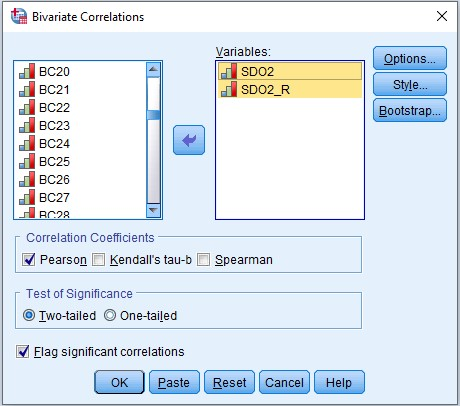 Bivariate Correlations
Variables:
BC20
BC21
BC22
BC23
BC24
BC25
BC26
BC27
BC28
SDO2
SDO2_R
Options...
Style...
Bootstrap...
Correlation Coefficients
Pearson Kendall's tau-b Spearman
Test of Significance
Two-tailed One-tailed
Flag significant correlations
OK Paste Reset Cancel Help